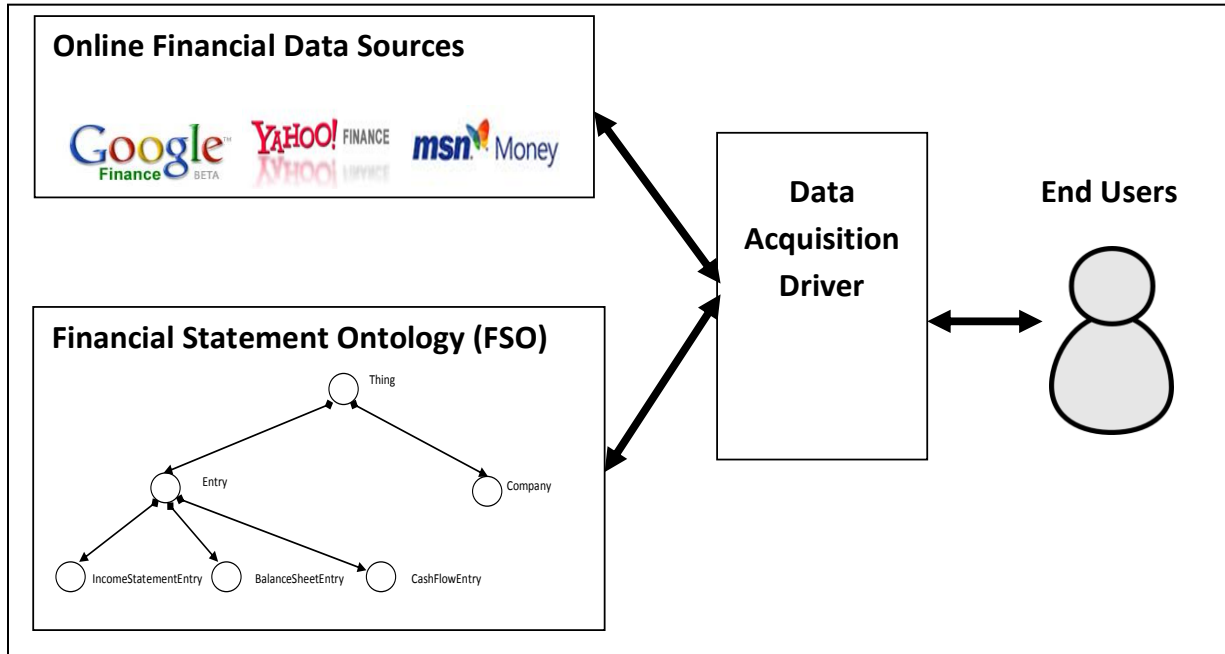 Online Financial Data Sources
Google™
Finance BETA
YAHOO! FINANCE
msn Money
Data
Acquisition
Driver
End Users
Financial Statement Ontology (FSO)
Thing
Entry
Company
IncomeStatementEntry
BalanceSheetEntry
CashFlowEntry